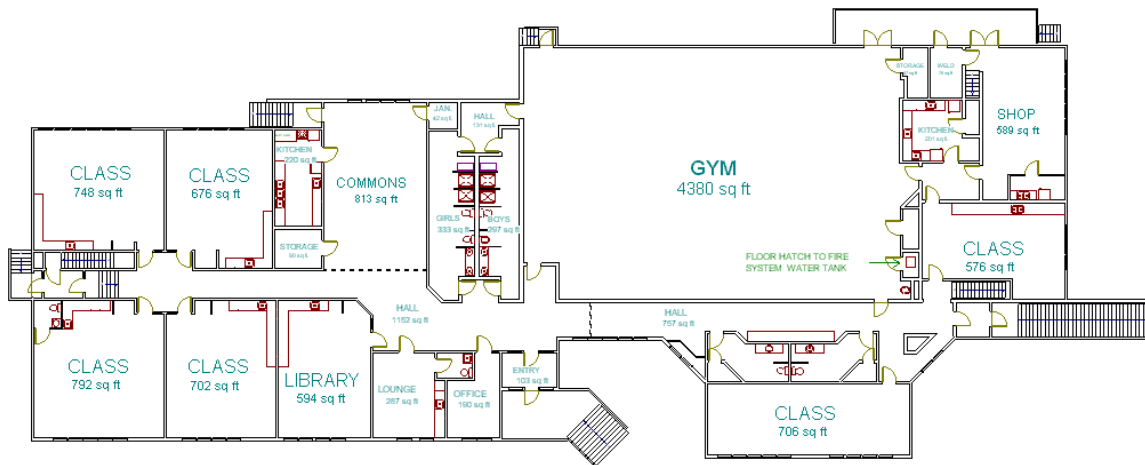 STORAGE
WELD
JAN.
HALL
SHOP
589 sq ft
KITCHEN
KITCHEN
220 sq ft
CLASS
748 sq ft
CLASS
676 sq ft
COMMONS
813 sq ft
GYM
4380 sq ft
GIRLS
333 sq ft
BOYS
297 sq ft
STORAGE
CLASS
576 sq ft
FLOOR HATCH TO FIRE
SYSTEM WATER TANK
HALL
1152 sq ft
HALL
757 sq ft
CLASS
792 sq ft
CLASS
702 sq ft
LIBRARY
594 sq ft
LOUNGE
287 sq ft
OFFICE
190 sq ft
ENTRY
103 sq ft
CLASS
706 sq ft